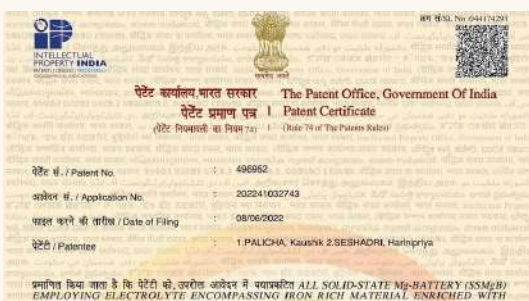 क्रम सं/SL No :044174293
INTELLECTUAL
PROPERTY INDIA
सत्यमेव जयते
पेटेंट कार्यालय,भारत सरकार The Patent Office, Government Of India
पेटेंट प्रमाण पत्र | Patent Certificate
(पेटेंट नियमावली का नियम 74) | (Rule 74 of The Patents Rules)
पेटेंट सं. / Patent No. : 496952
आवेदन सं. / Application No. : 202241032743
फाइल करने की तारीख / Date of Filing : 08/06/2022
पेटेंटी / Patentee : 1.PALICHA, Kaushik 2.SESHADRI, Harinipriya
प्रमाणित किया जाता है कि पेटेंटी को, उपरोक्त आवेदन में यथाप्रकटित ALL SOLID-STATE Mg-BATTERY (SSMgB)
EMPLOYING ELECTROLYTE ENCOMPASSING IRON RICH MATERIAL ENRICHED WITH